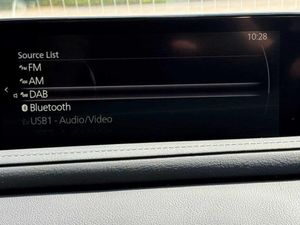 10:28
Source List
FM
AM
DAB
Bluetooth
USB1 - Audio/Video